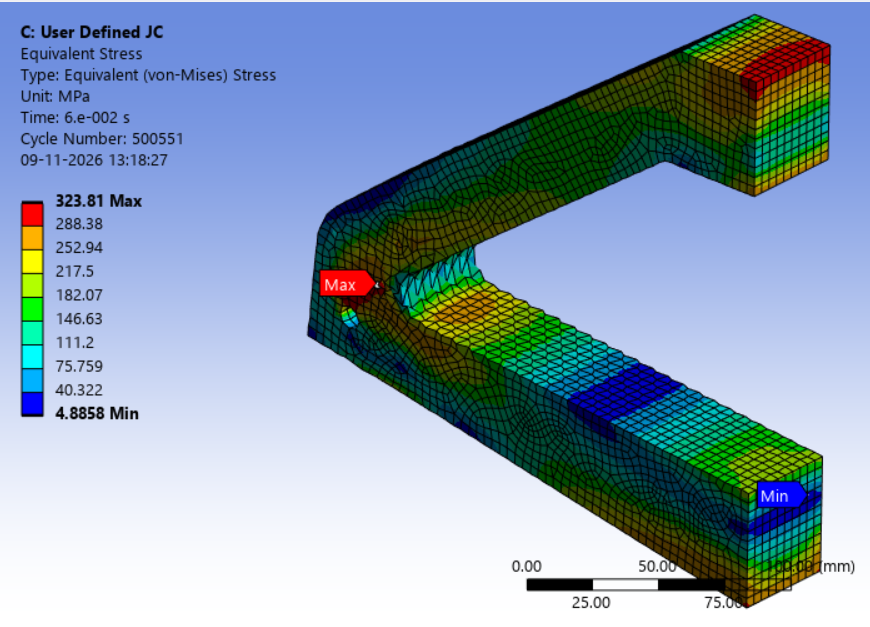 C: User Defined JC
Equivalent Stress
Type: Equivalent (von-Mises) Stress
Unit: MPa
Time: 6.e-002 s
Cycle Number: 500551
09-11-2026 13:18:27
323.81 Max
288.38
252.94
217.5
182.07
146.63
111.2
75.759
40.322
4.8858 Min
Max
Min
0.00 50.00 100.00 (mm)
25.00 75.00